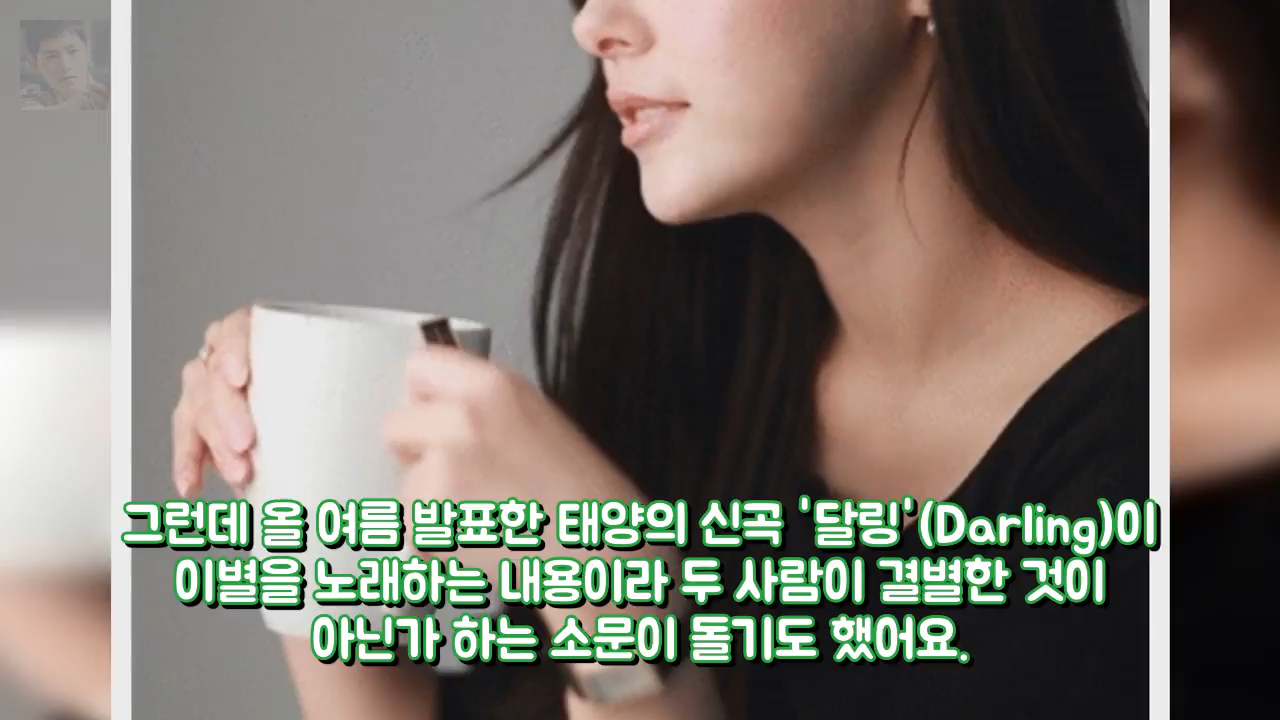 그런데 올 여름 발표한 태양의 신곡 '달링'(Darling)이
이별을 노래하는 내용이라 두 사람이 결별한 것이
아닌가 하는 소문이 돌기도 했어요.